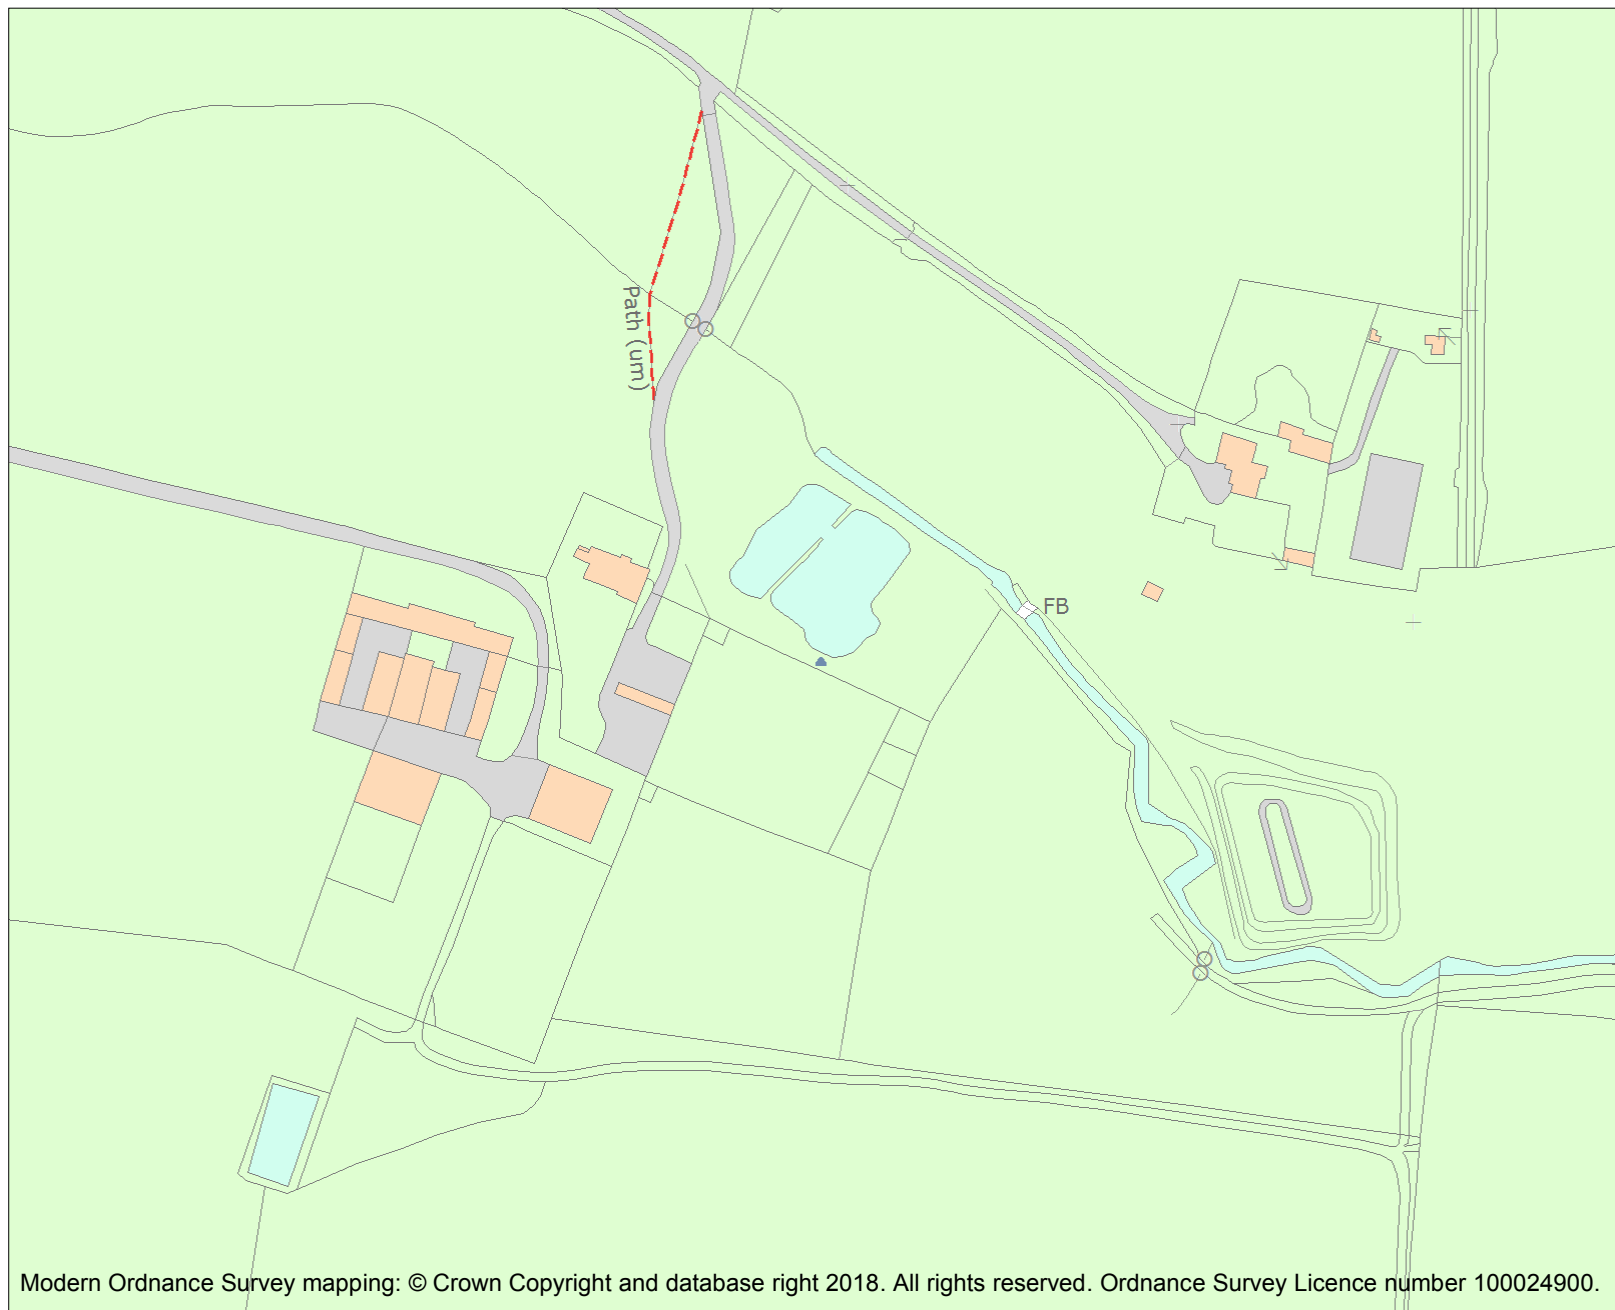 Path (um)
FB
Modern Ordnance Survey mapping: © Crown Copyright and database right 2018. All rights reserved. Ordnance Survey Licence number 100024900.